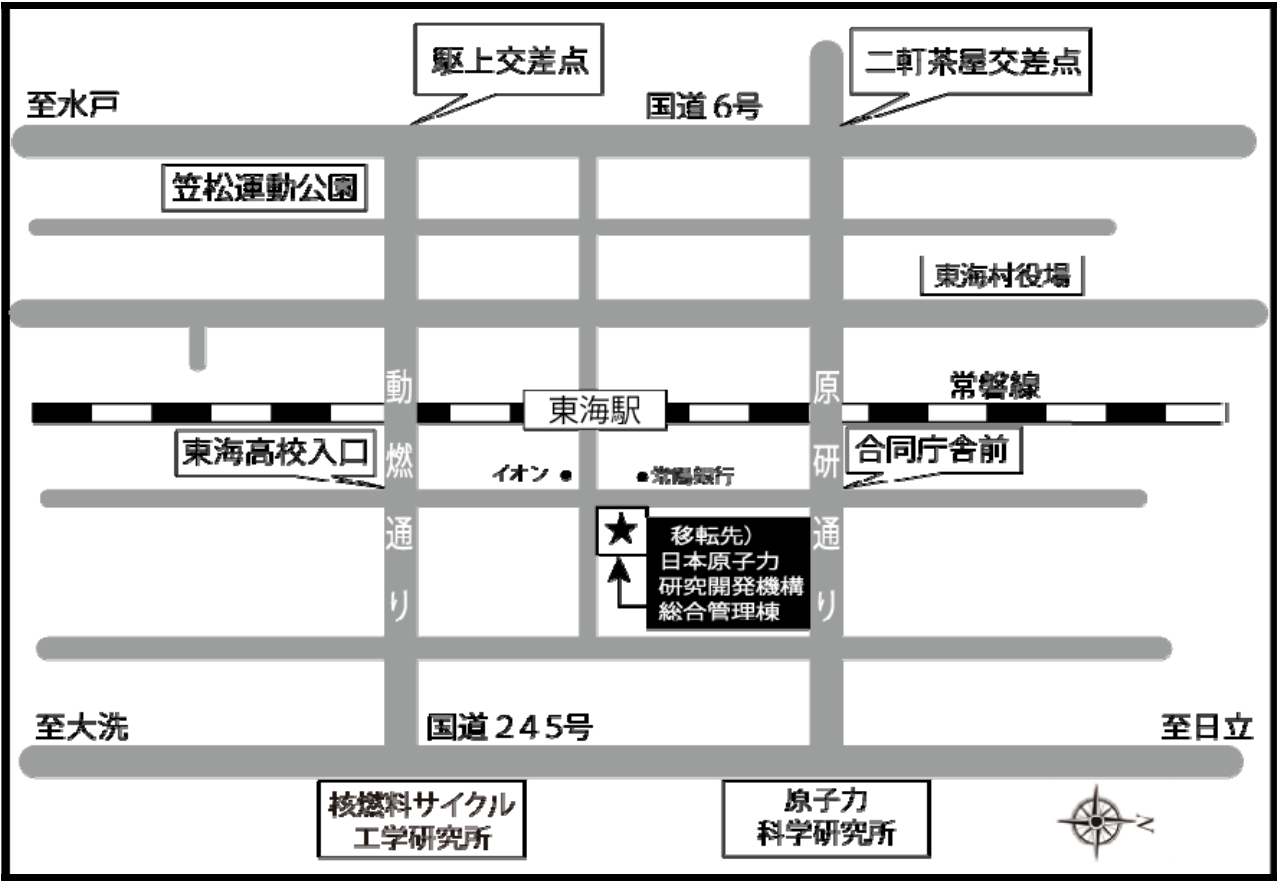 駆上交差点
二軒茶屋交差点
至水戸
国道6号
笠松運動公園
東海村役場
動燃通り
原研通り
常磐線
東海駅
東海高校入口
合同庁舎前
イオン
常陽銀行
★
移転先)
日本原子力
研究開発機構
総合管理棟
至大洗
国道245号
至日立
核燃料サイクル
工学研究所
原子力
科学研究所
N